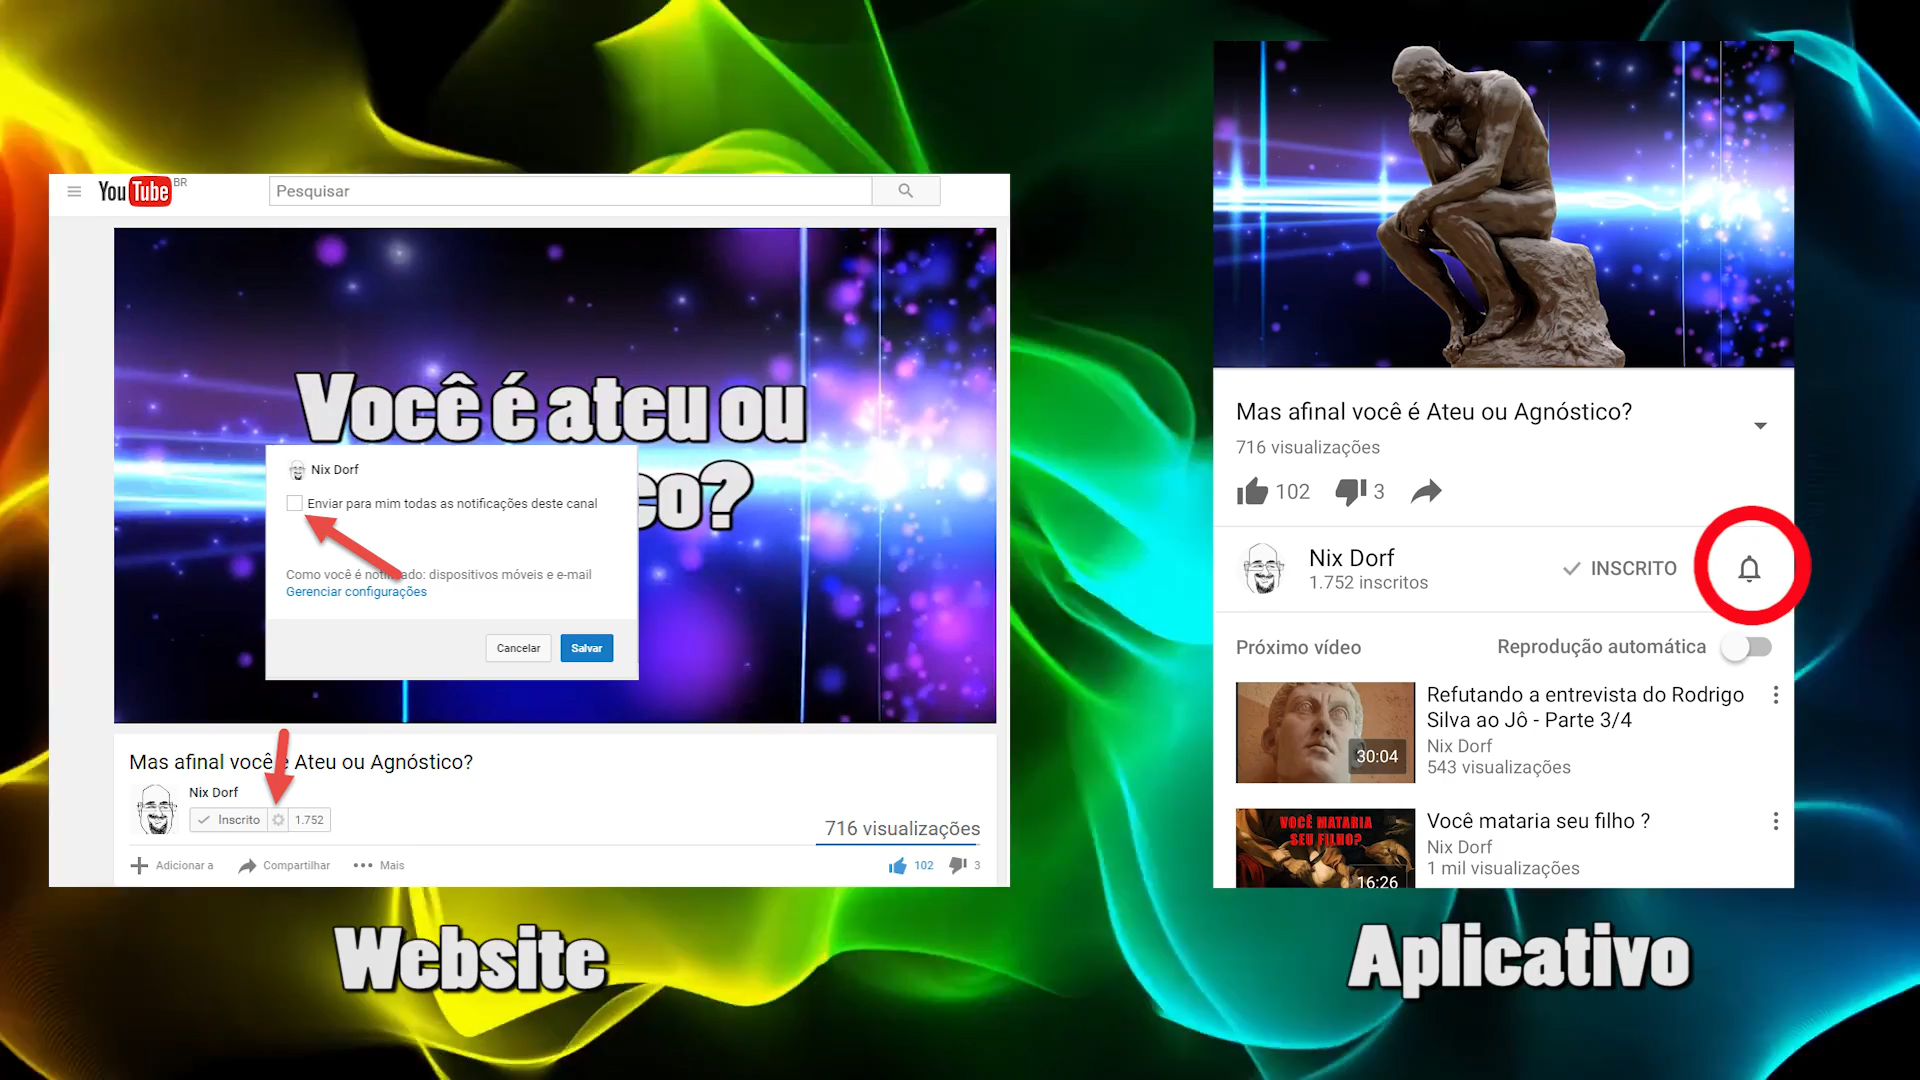 YouTube BR
Pesquisar
Você é ateu ou
co?
Nix Dorf
Enviar para mim todas as notificações deste canal
Como você é notificado: dispositivos móveis e e-mail
Gerenciar configurações
Cancelar
Salvar
Mas afinal você é Ateu ou Agnóstico?
Nix Dorf
Inscrito
1.752
716 visualizações
Adicionar a
Compartilhar
Mais
102
3
Website
Mas afinal você é Ateu ou Agnóstico?
716 visualizações
102
3
Nix Dorf
1.752 inscritos
INSCRITO
Próximo vídeo
Reprodução automática
30:04
Refutando a entrevista do Rodrigo
Silva ao Jô - Parte 3/4
Nix Dorf
543 visualizações
VOCÊ MATARIA
SEU FILHO?
16:26
Você mataria seu filho ?
Nix Dorf
1 mil visualizações
Aplicativo